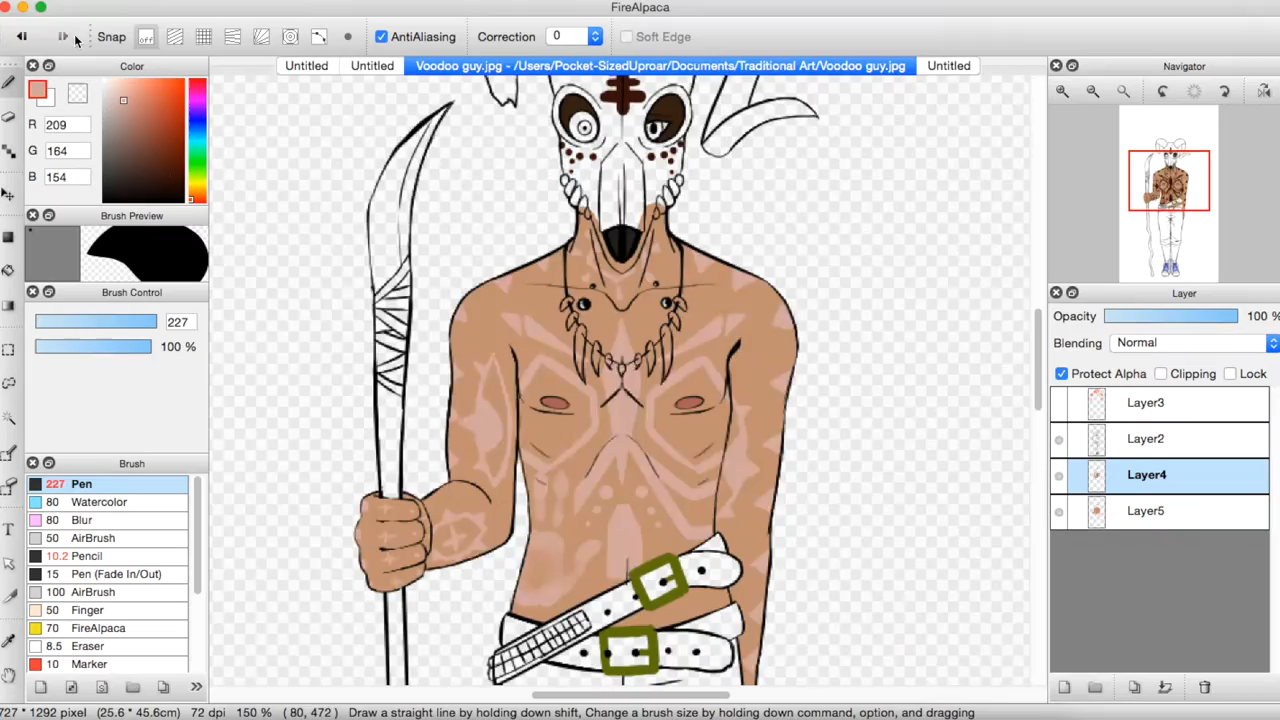 FireAlpaca
Snap off AntiAliasing Correction 0 Soft Edge
Untitled Untitled Voodoo guy.jpg - /Users/Pocket-SizedUproar/Documents/Traditional Art/Voodoo guy.jpg Untitled
Color
R 209
G 164
B 154
Brush Preview
*
Brush Control
227
100 %
Brush
227 Pen
80 Watercolor
80 Blur
50 AirBrush
10.2 Pencil
15 Pen (Fade In/Out)
100 AirBrush
50 Finger
70 FireAlpaca
8.5 Eraser
10 Marker
T
Navigator
Layer
Opacity 100 %
Blending Normal
Protect Alpha Clipping Lock
Layer3
Layer2
Layer4
Layer5
727 * 1292 pixel (25.6 * 45.6cm) 72 dpi 150 % ( 80, 472 ) Draw a straight line by holding down shift, Change a brush size by holding down command, option, and dragging